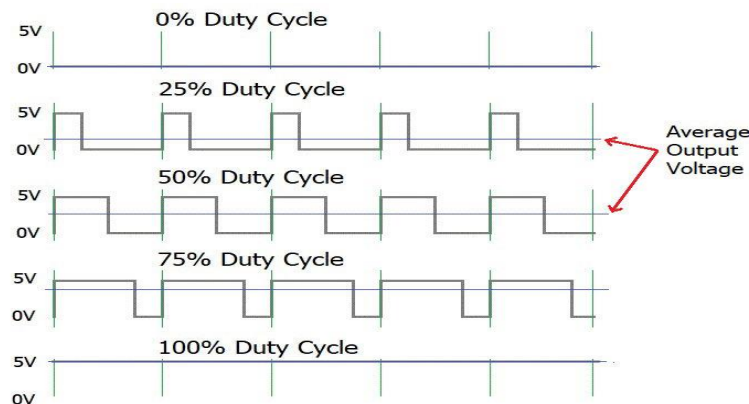 0% Duty Cycle
5V
0V
25% Duty Cycle
5V
0V
Average
Output
Voltage
50% Duty Cycle
5V
0V
75% Duty Cycle
5V
0V
100% Duty Cycle
5V
0V